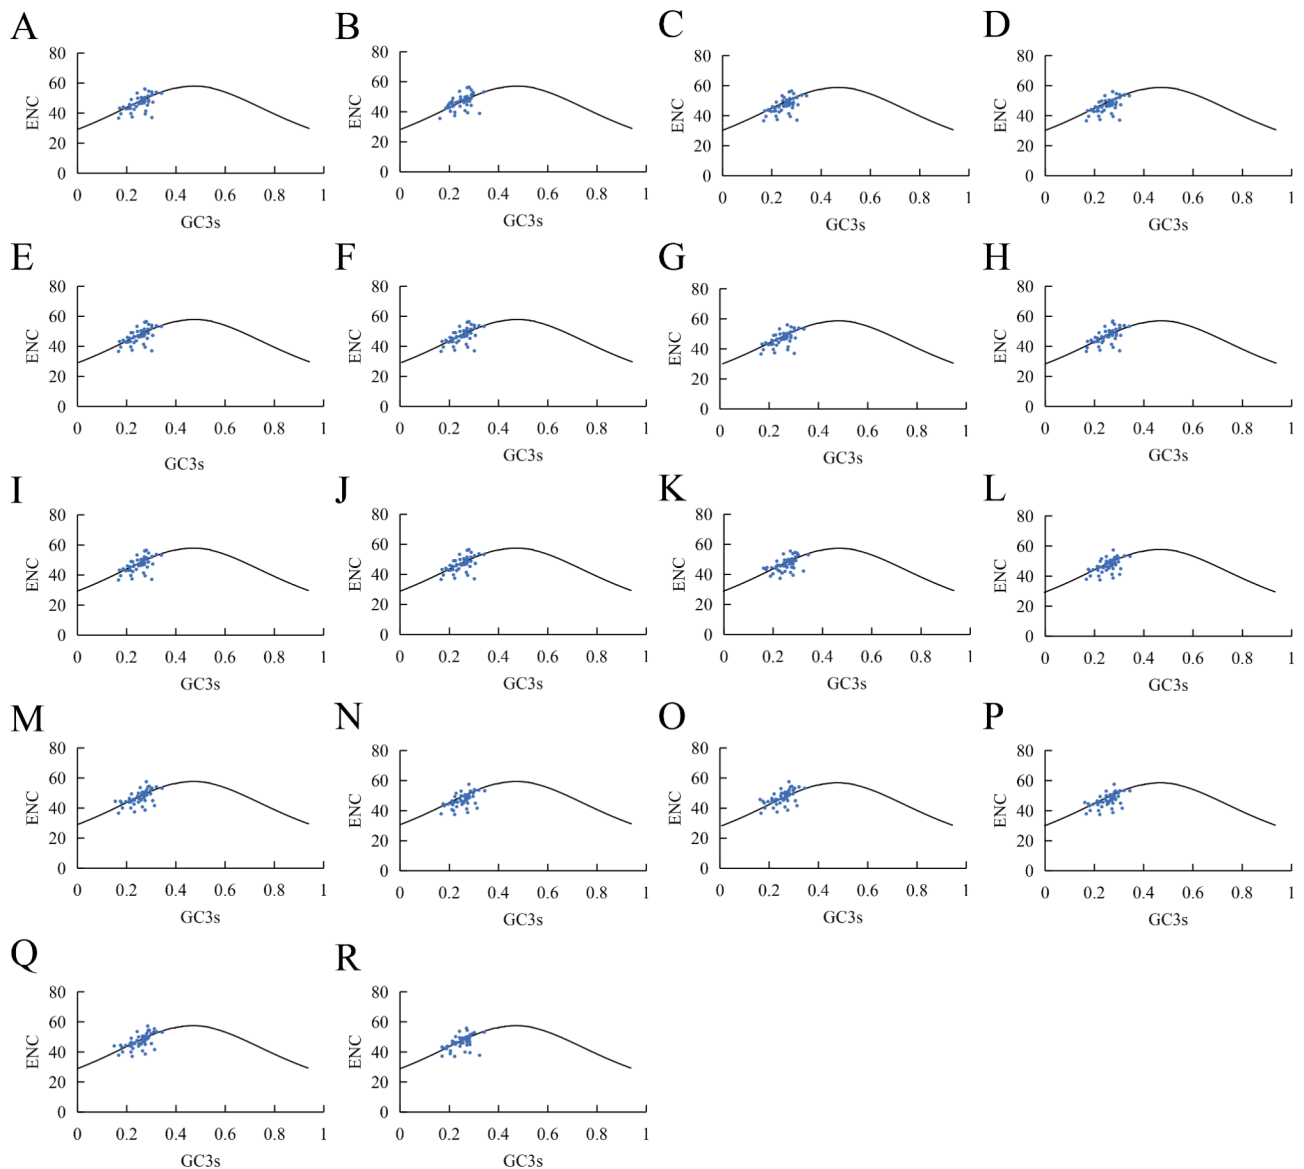 A B C D
80 80 80 80
60 60 60 60
ENC ENC ENC ENC
40 40 40 40
20 20 20 20
0 0 0 0
0 0.2 0.4 0.6 0.8 1 0 0.2 0.4 0.6 0.8 1 0 0.2 0.4 0.6 0.8 1 0 0.2 0.4 0.6 0.8 1
GC3s GC3s GC3s GC3s
E F G H
80 80 80 80
60 60 60 60
ENC ENC ENC ENC
40 40 40 40
20 20 20 20
0 0 0 0
0 0.2 0.4 0.6 0.8 1 0 0.2 0.4 0.6 0.8 1 0 0.2 0.4 0.6 0.8 1 0 0.2 0.4 0.6 0.8 1
GC3s GC3s GC3s GC3s
I J K L
80 80 80 80
60 60 60 60
ENC ENC ENC ENC
40 40 40 40
20 20 20 20
0 0 0 0
0 0.2 0.4 0.6 0.8 1 0 0.2 0.4 0.6 0.8 1 0 0.2 0.4 0.6 0.8 1 0 0.2 0.4 0.6 0.8 1
GC3s GC3s GC3s GC3s
M N O P
80 80 80 80
60 60 60 60
ENC ENC ENC ENC
40 40 40 40
20 20 20 20
0 0 0 0
0 0.2 0.4 0.6 0.8 1 0 0.2 0.4 0.6 0.8 1 0 0.2 0.4 0.6 0.8 1 0 0.2 0.4 0.6 0.8 1
GC3s GC3s GC3s GC3s
Q R
80 80
60 60
ENC ENC
40 40
20 20
0 0
0 0.2 0.4 0.6 0.8 1 0 0.2 0.4 0.6 0.8 1
GC3s GC3s